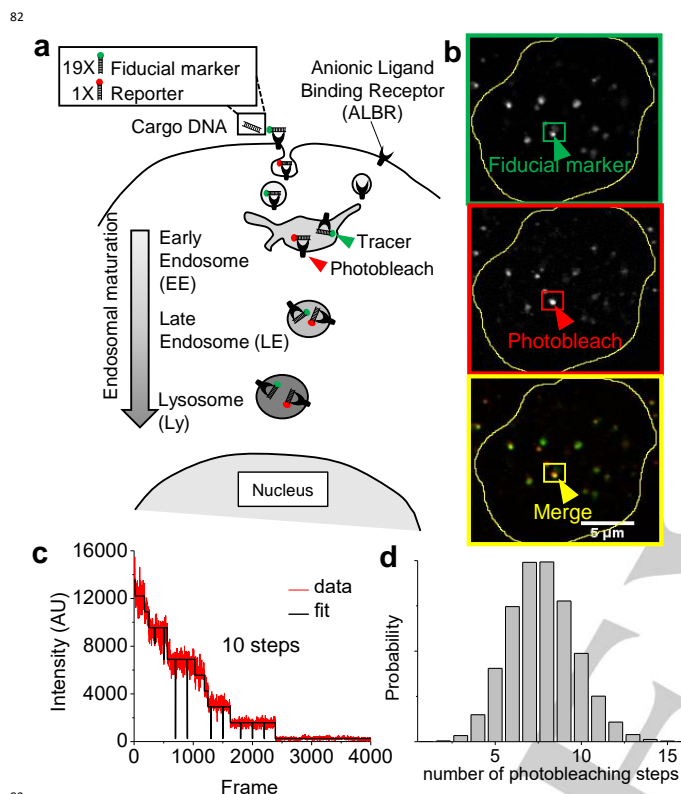 82
a
19X Fiducial marker
1X Reporter
Cargo DNA
Anionic Ligand
Binding Receptor
(ALBR)
Tracer
Photobleach
Endosomal maturation
Early
Endosome
(EE)
Late
Endosome (LE)
Lysosome
(Ly)
Nucleus
b
Fiducial marker
Photobleach
Merge
5 µm
c
16000
12000
8000
4000
0
Intensity (AU)
data
fit
10 steps
0 1000 2000 3000 4000
Frame
d
Probability
5 10 15
number of photobleaching steps